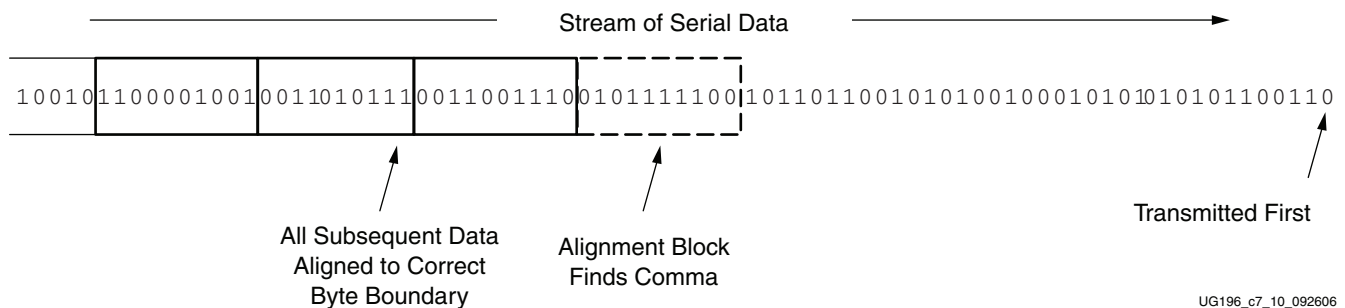 Stream of Serial Data
1001011000010010011010111001100111001011111001011011001010100100010101010101100110
All Subsequent Data
Aligned to Correct
Byte Boundary
Alignment Block
Finds Comma
Transmitted First
UG196_c7_10_092606